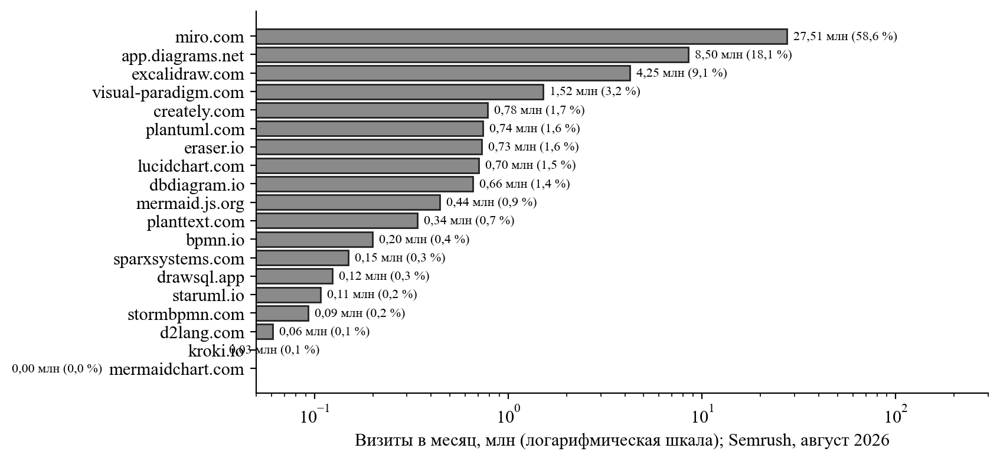 miro.com 27,51 млн (58,6 %)
app.diagrams.net 8,50 млн (18,1 %)
excalidraw.com 4,25 млн (9,1 %)
visual-paradigm.com 1,52 млн (3,2 %)
creately.com 0,78 млн (1,7 %)
plantuml.com 0,74 млн (1,6 %)
eraser.io 0,73 млн (1,6 %)
lucidchart.com 0,70 млн (1,5 %)
dbdiagram.io 0,66 млн (1,4 %)
mermaid.js.org 0,44 млн (0,9 %)
planttext.com 0,34 млн (0,7 %)
bpmn.io 0,20 млн (0,4 %)
sparxsystems.com 0,15 млн (0,3 %)
drawsql.app 0,12 млн (0,3 %)
staruml.io 0,11 млн (0,2 %)
stormbpmn.com 0,09 млн (0,2 %)
d2lang.com 0,06 млн (0,1 %)
kroki.io 0,03 млн (0,1 %)
0,00 млн (0,0 %) mermaidchart.com
10⁻¹ 10⁰ 10¹ 10²
Визиты в месяц, млн (логарифмическая шкала); Semrush, август 2026